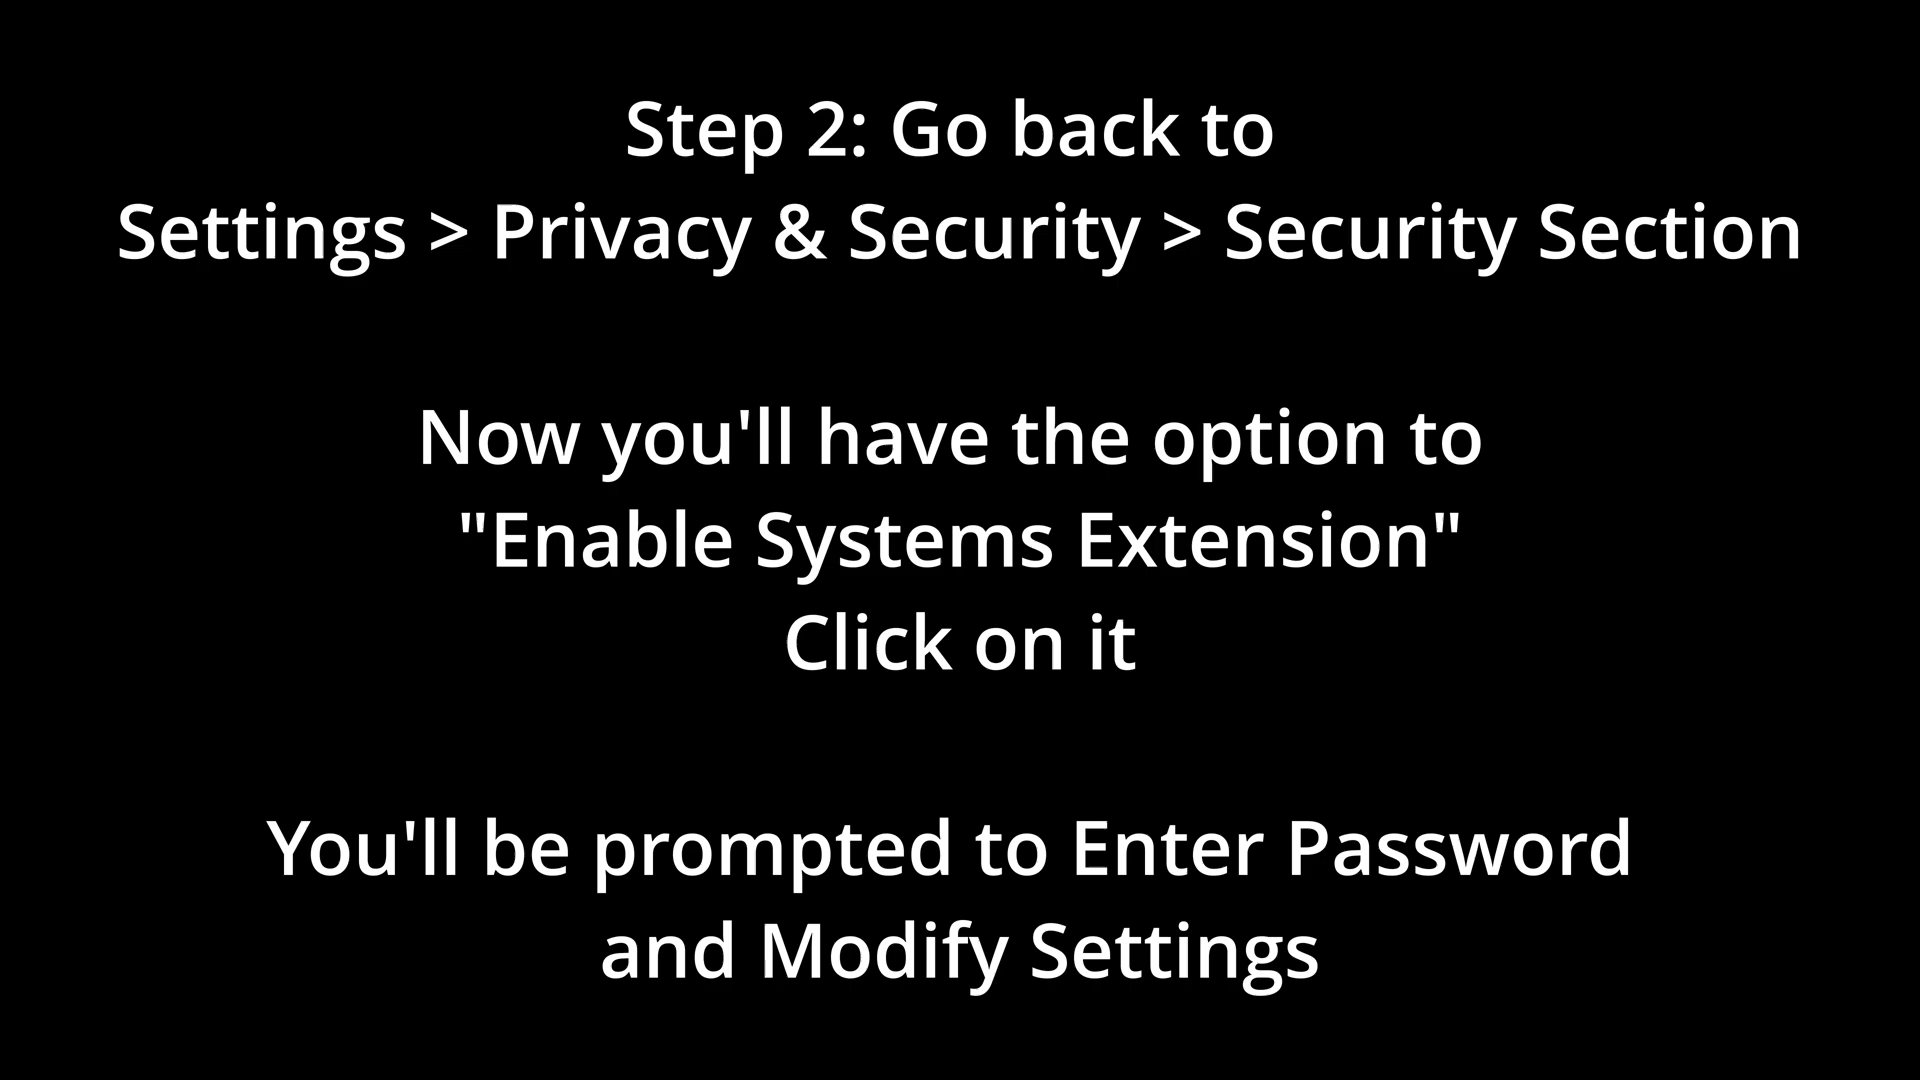 Step 2: Go back to
Settings > Privacy & Security > Security Section
Now you'll have the option to
"Enable Systems Extension"
Click on it
You'll be prompted to Enter Password
and Modify Settings